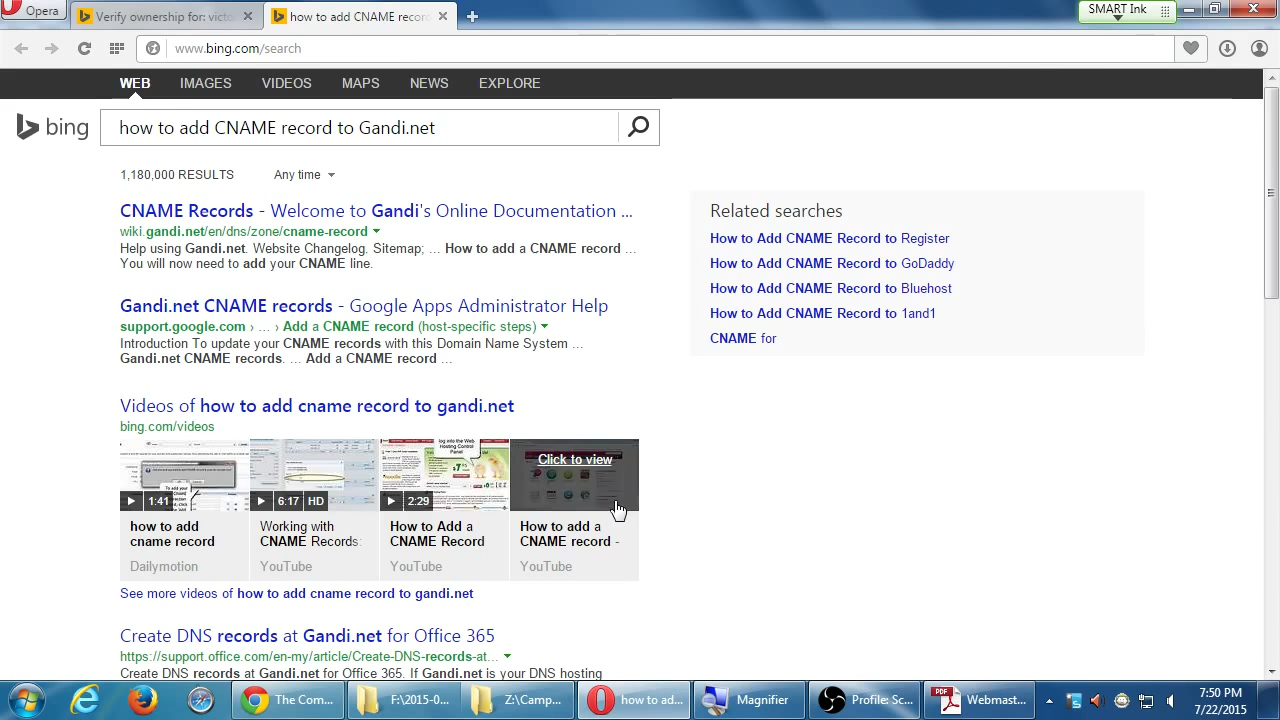 Opera
Verify ownership for: victo
how to add CNAME recor
SMART Ink
www.bing.com/search
WEB
IMAGES
VIDEOS
MAPS
NEWS
EXPLORE
bing
how to add CNAME record to Gandi.net
1,180,000 RESULTS
Any time
CNAME Records - Welcome to Gandi's Online Documentation ...
wiki.gandi.net/en/dns/zone/cname-record
Help using Gandi.net. Website Changelog. Sitemap; ... How to add a CNAME record ...
You will now need to add your CNAME line.
Gandi.net CNAME records - Google Apps Administrator Help
support.google.com › ... › Add a CNAME record (host-specific steps)
Introduction To update your CNAME records with this Domain Name System ...
Gandi.net CNAME records. ... Add a CNAME record ...
Videos of how to add cname record to gandi.net
bing.com/videos
log into the Web
Hosting Control
Panel
Click to view
1:41
6:17
HD
2:29
how to add
cname record
Dailymotion
Working with
CNAME Records:
YouTube
How to Add a
CNAME Record
YouTube
How to add a
CNAME record -
YouTube
See more videos of how to add cname record to gandi.net
Create DNS records at Gandi.net for Office 365
https://support.office.com/en-my/article/Create-DNS-records-at...
Create DNS records at Gandi.net for Office 365. If Gandi.net is your DNS hosting
Related searches
How to Add CNAME Record to Register
How to Add CNAME Record to GoDaddy
How to Add CNAME Record to Bluehost
How to Add CNAME Record to 1and1
CNAME for
The Com...
F:\2015-0...
Z:\Camp...
how to ad...
Magnifier
Profile: Sc...
PDF
Webmast...
7:50 PM
7/22/2015